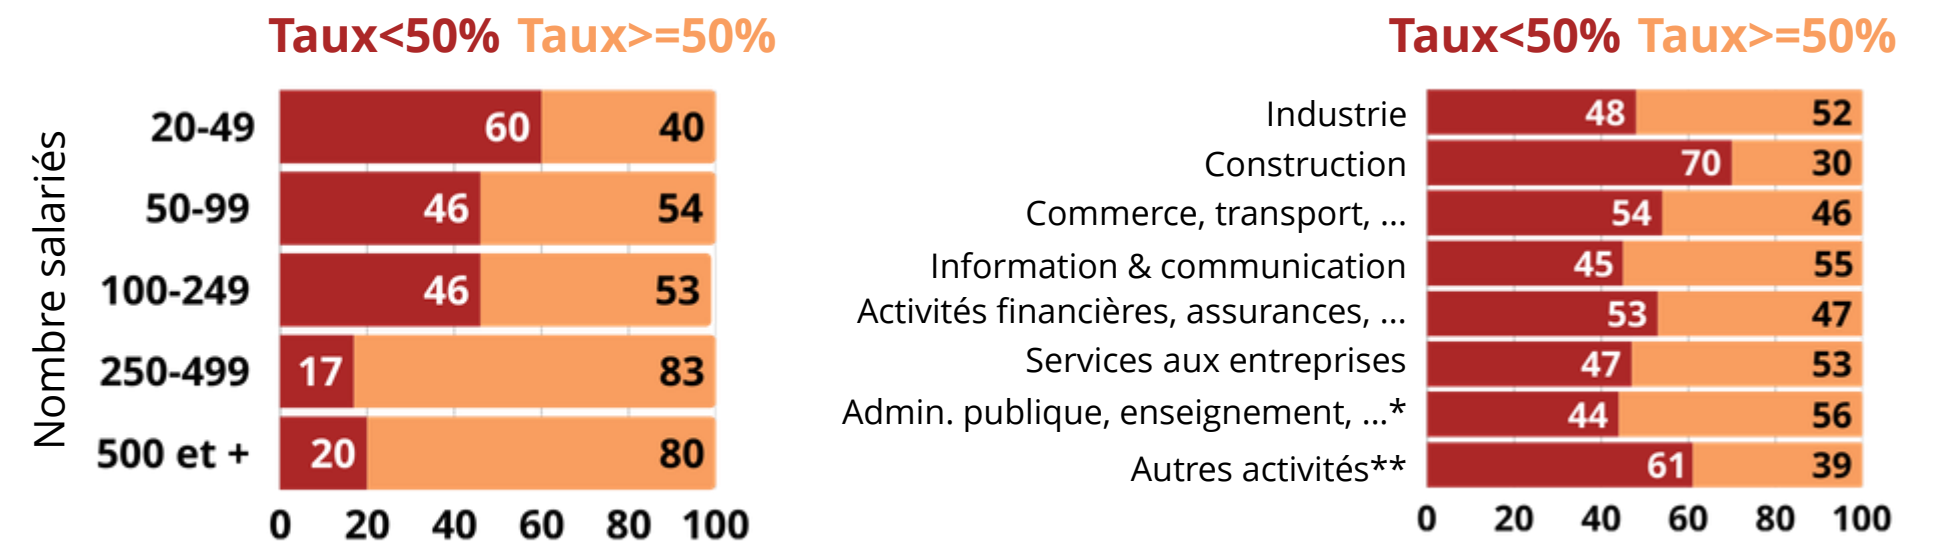 Taux<50% Taux>=50%
Nombre salariés
20-49 60 40
50-99 46 54
100-249 46 53
250-499 17 83
500 et + 20 80
0 20 40 60 80 100
Taux<50% Taux>=50%
Industrie 48 52
Construction 70 30
Commerce, transport, ... 54 46
Information & communication 45 55
Activités financières, assurances, ... 53 47
Services aux entreprises 47 53
Admin. publique, enseignement, ...* 44 56
Autres activités** 61 39
0 20 40 60 80 100